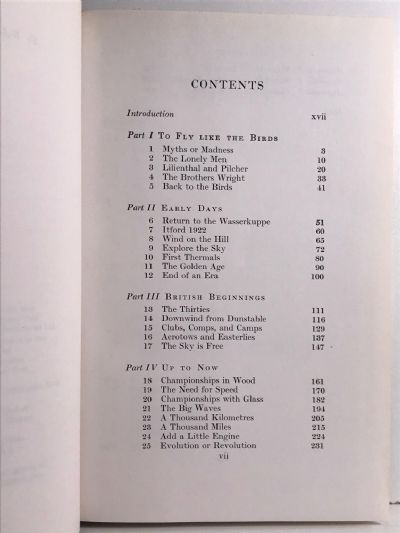 CONTENTS
Introduction xvii
Part I TO FLY LIKE THE BIRDS
1 Myths or Madness 3
2 The Lonely Men 10
3 Lilienthal and Pilcher 20
4 The Brothers Wright 33
5 Back to the Birds 41
Part II EARLY DAYS
6 Return to the Wasserkuppe 51
7 Itford 1922 60
8 Wind on the Hill 65
9 Explore the Sky 72
10 First Thermals 80
11 The Golden Age 90
12 End of an Era 100
Part III BRITISH BEGINNINGS
13 The Thirties 111
14 Downwind from Dunstable 116
15 Clubs, Comps, and Camps 129
16 Aerotows and Easterlies 137
17 The Sky is Free 147
Part IV UP TO NOW
18 Championships in Wood 161
19 The Need for Speed 170
20 Championships with Glass 182
21 The Big Waves 194
22 A Thousand Kilometres 205
23 A Thousand Miles 215
24 Add a Little Engine 224
25 Evolution or Revolution 231
vii